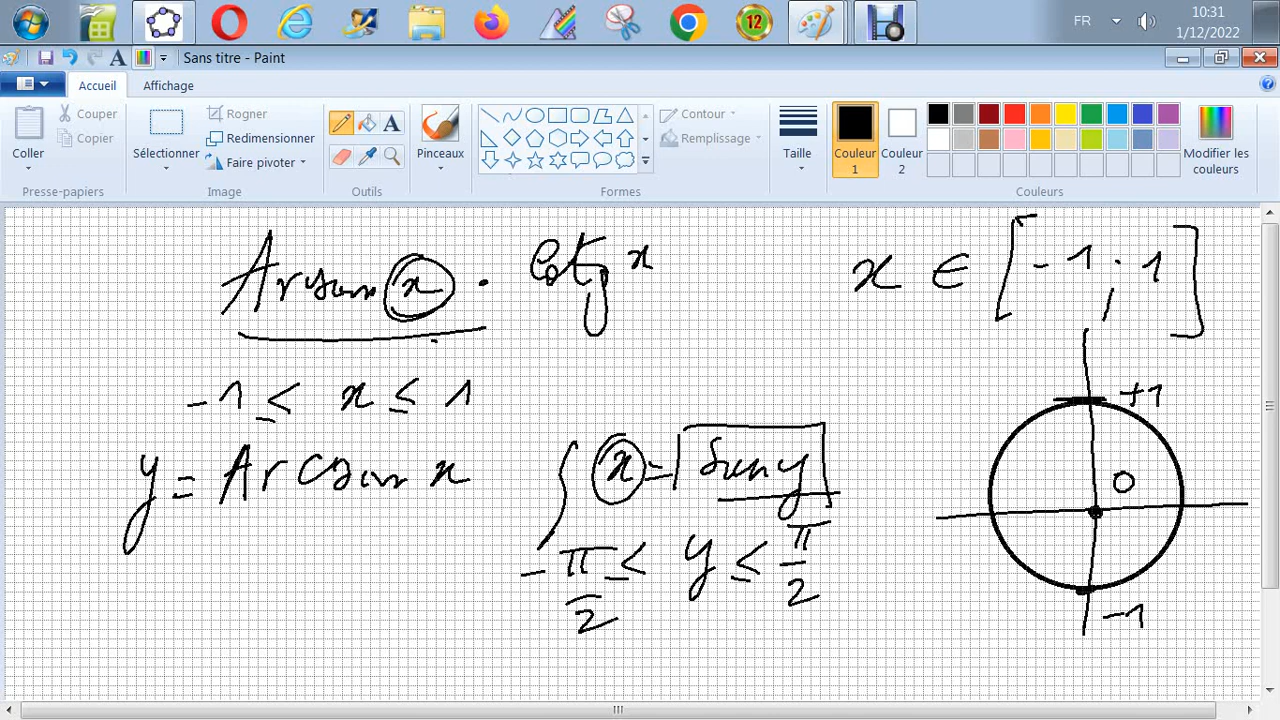 12
FR
10:31
1/12/2022
Sans titre - Paint
Accueil
Affichage
Coller
Couper
Copier
Presse-papiers
Sélectionner
Rogner
Redimensionner
Faire pivoter
Image
A
Outils
Pinceaux
Contour
Remplissage
Formes
Taille
Couleur 1
Couleur 2
Couleurs
Modifier les couleurs
Arcsin x . cotg x
x ∈ [-1; 1]
-1 ≤ x ≤ 1
y = Arcsin x
x = Sin y
-π/2 ≤ y ≤ π/2
+1
0
-1